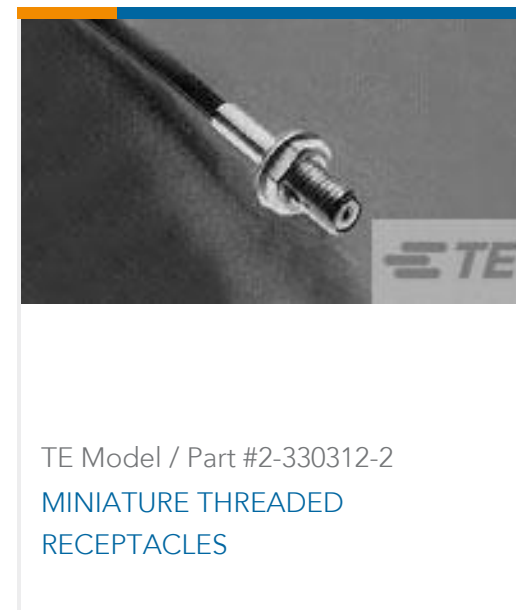 TE
TE Model / Part #2-330312-2
MINIATURE THREADED
RECEPTACLES